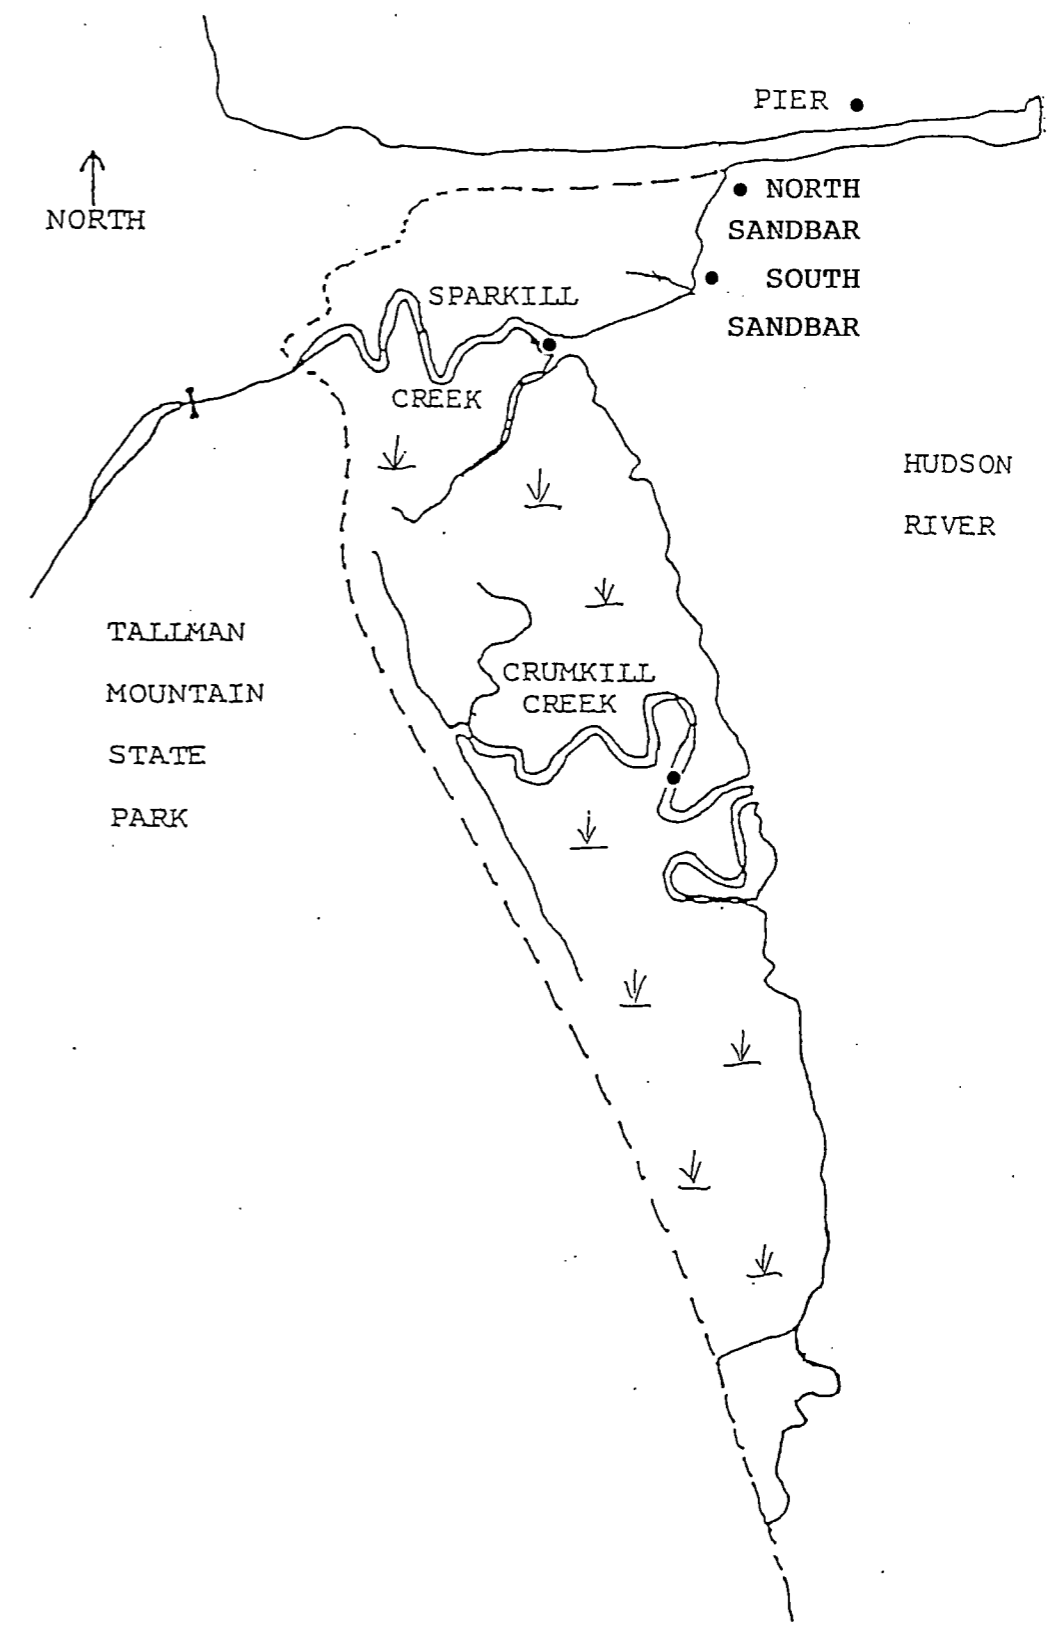 PIER
NORTH
NORTH
SANDBAR
SOUTH
SANDBAR
SPARKILL
CREEK
HUDSON
RIVER
TALLMAN
MOUNTAIN
STATE
PARK
CRUMKILL
CREEK